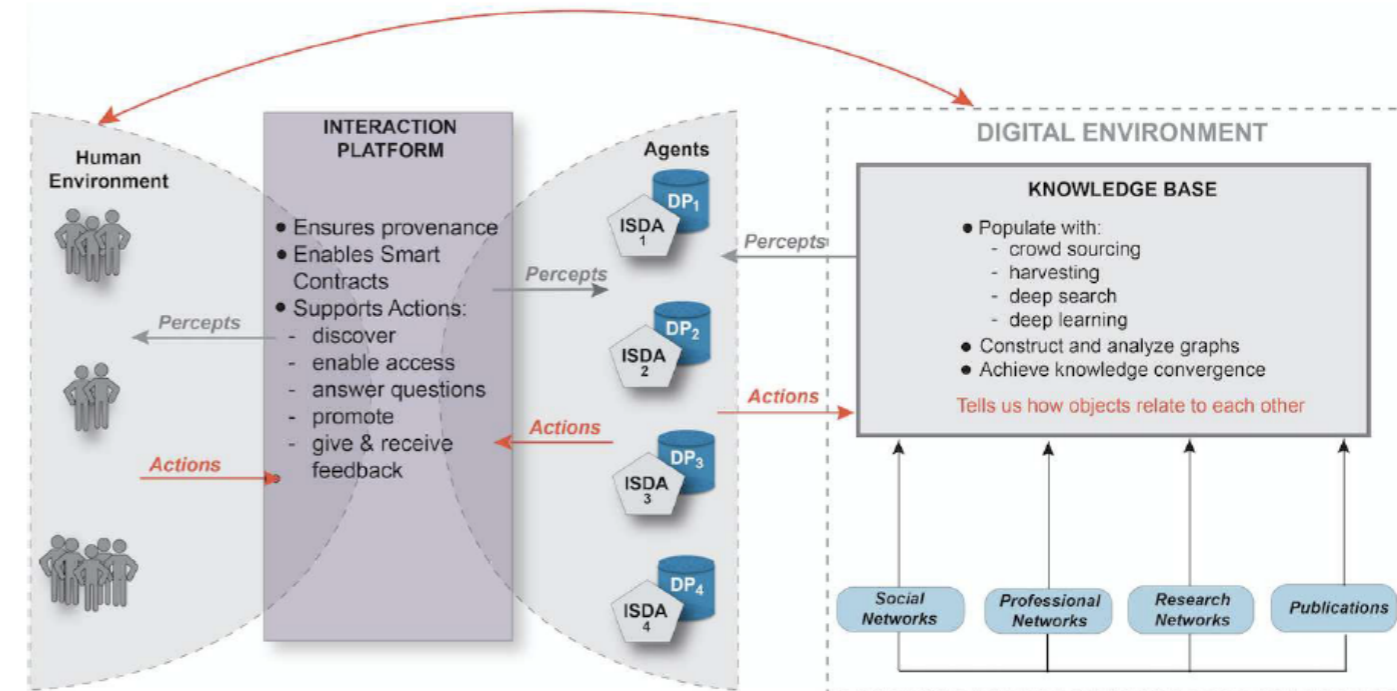 Human
Environment
Percepts
Actions
INTERACTION
PLATFORM
● Ensures provenance
● Enables Smart
Contracts
● Supports Actions:
- discover
- enable access
- answer questions
- promote
- give & receive
feedback
Percepts
Actions
Agents
DP1
ISDA
1
DP2
ISDA
2
DP3
ISDA
3
DP4
ISDA
4
Percepts
Actions
DIGITAL ENVIRONMENT
KNOWLEDGE BASE
● Populate with:
- crowd sourcing
- harvesting
- deep search
- deep learning
● Construct and analyze graphs
● Achieve knowledge convergence
Tells us how objects relate to each other
Social
Networks
Professional
Networks
Research
Networks
Publications